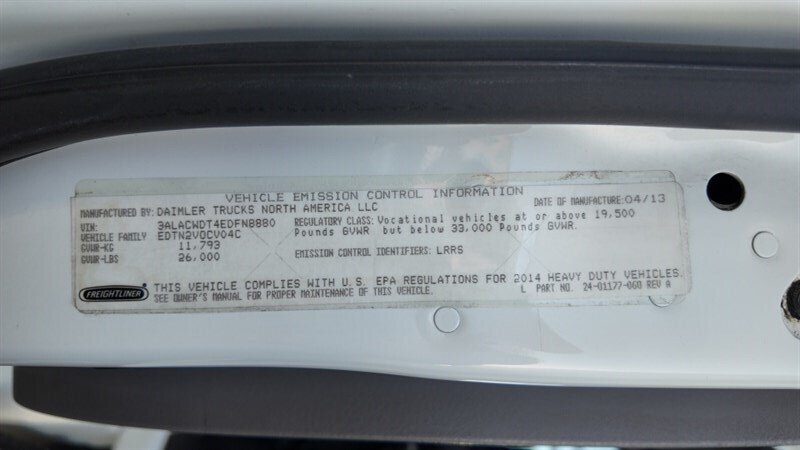 VEHICLE EMISSION CONTROL INFORMATION
MANUFACTURED BY: DAIMLER TRUCKS NORTH AMERICA LLC DATE OF MANUFACTURE: 04/13
VIN: 3ALACWDT4EDFN8880 REGULATORY CLASS: Vocational vehicles at or above 19,500
VEHICLE FAMILY EDTN2VOCV04C Pounds GVWR but below 33,000 Pounds GVWR.
GVWR-KG 11,793
GVWR-LBS 26,000 EMISSION CONTROL IDENTIFIERS: LRRS
FREIGHTLINER THIS VEHICLE COMPLIES WITH U.S. EPA REGULATIONS FOR 2014 HEAVY DUTY VEHICLES.
SEE OWNER'S MANUAL FOR PROPER MAINTENANCE OF THIS VEHICLE. L PART NO. 24-01177-060 REV A